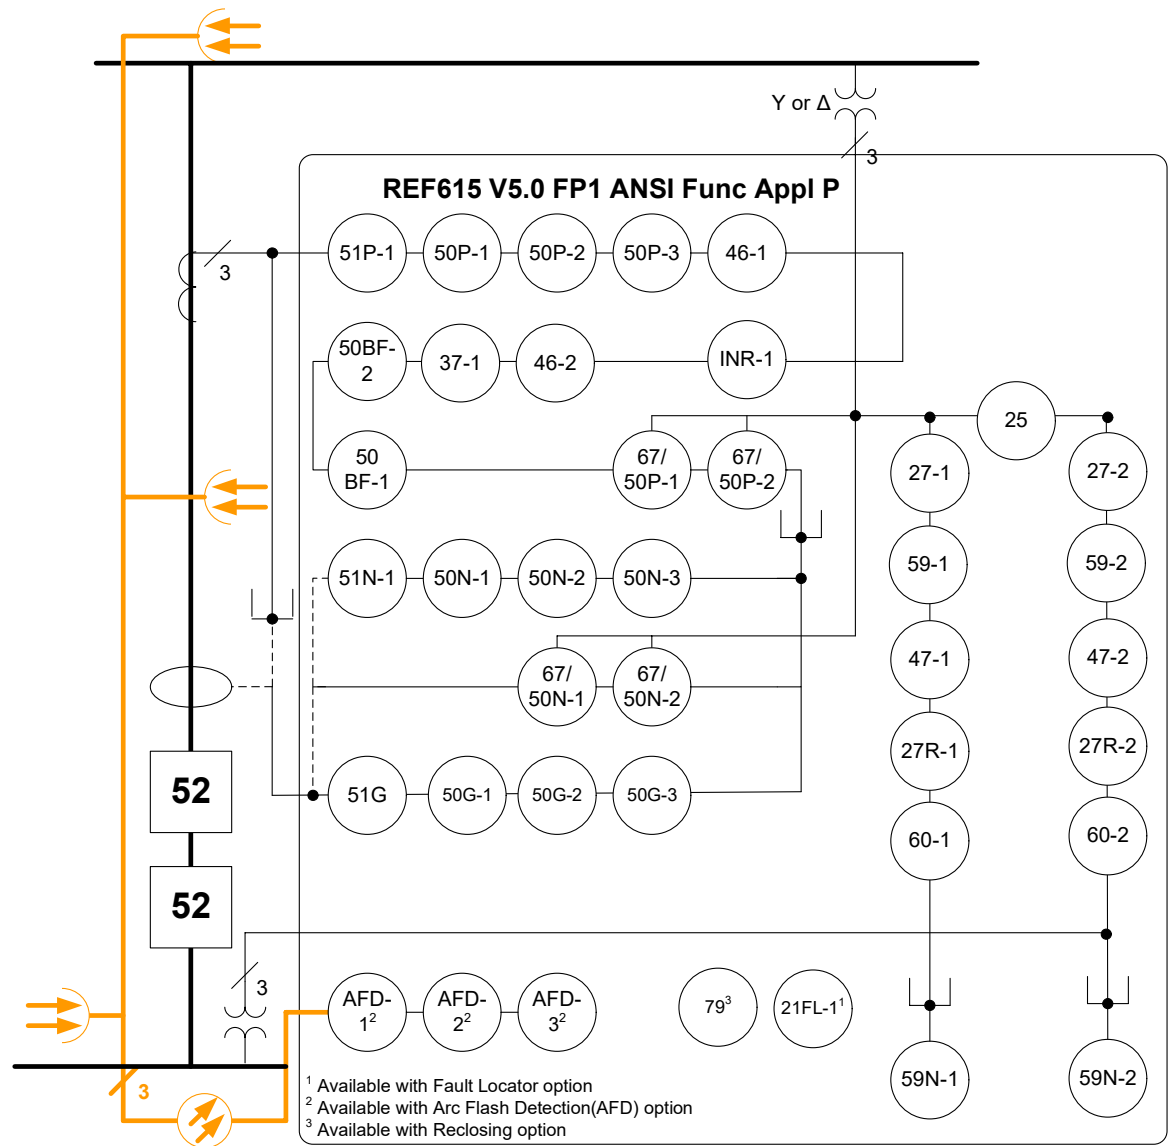 Y or Δ
3
REF615 V5.0 FP1 ANSI Func Appl P
51P-1
50P-1
50P-2
50P-3
46-1
3
50BF-
2
37-1
46-2
INR-1
25
50
BF-1
67/
50P-1
67/
50P-2
27-1
27-2
51N-1
50N-1
50N-2
50N-3
59-1
59-2
67/
50N-1
67/
50N-2
47-1
47-2
27R-1
27R-2
52
51G
50G-1
50G-2
50G-3
60-1
60-2
52
3
AFD-
1²
AFD-
2²
AFD-
3²
79³
21FL-1¹
59N-1
59N-2
3
¹ Available with Fault Locator option
² Available with Arc Flash Detection(AFD) option
³ Available with Reclosing option